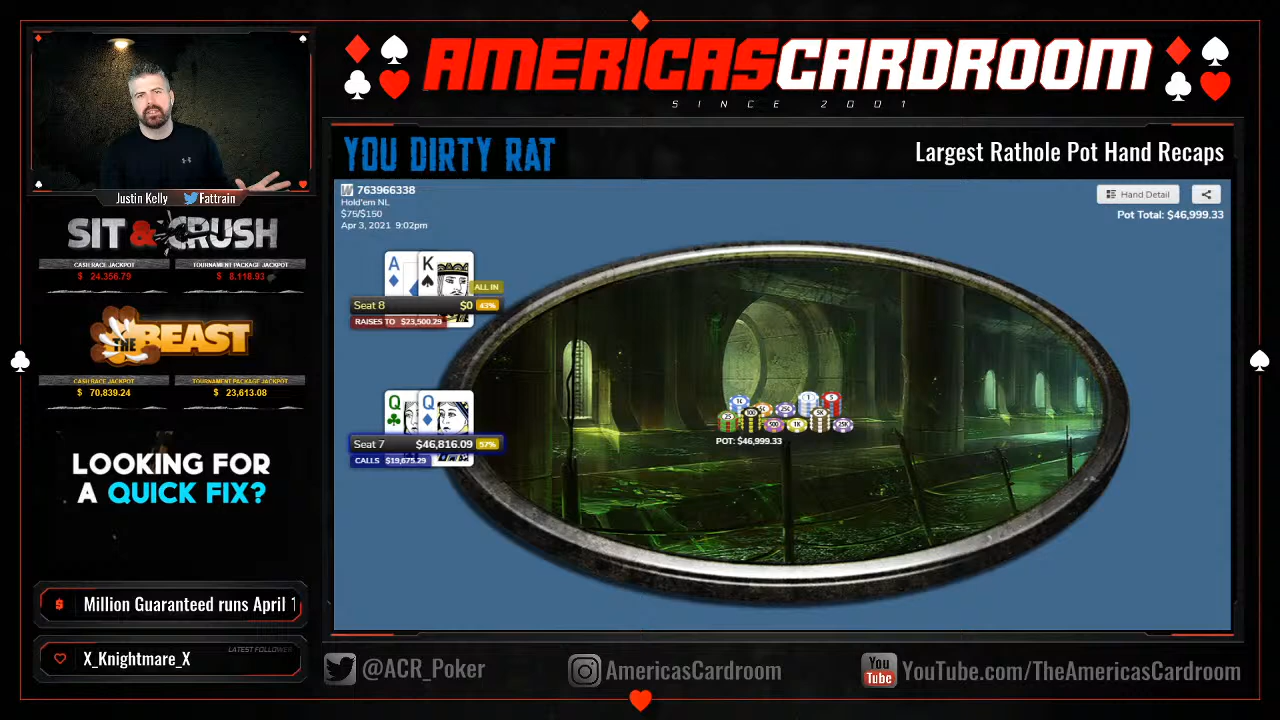 AMERICASCARDROOM
SINCE 2001
Justin Kelly Fattrain
SIT & CRUSH
CASH RACE JACKPOT
$ 24,356.79
TOURNAMENT PACKAGE JACKPOT
$ 8,118.93
THE BEAST
CASH RACE JACKPOT
$ 70,839.24
TOURNAMENT PACKAGE JACKPOT
$ 23,613.08
LOOKING FOR
A QUICK FIX?
$ Million Guaranteed runs April 1
LATEST FOLLOWER
X_Knightmare_X
YOU DIRTY RAT
Largest Rathole Pot Hand Recaps
763966338
Hold'em NL
$75/$150
Apr 3, 2021 9:02pm
Hand Detail
Pot Total: $46,999.33
A K
ALL IN
Seat 8 $0 43%
RAISES TO $23,500.29
Q Q
Seat 7 $46,816.09 57%
CALLS $19,675.29
POT: $46,999.33
@ACR_Poker
AmericasCardroom
You Tube YouTube.com/TheAmericasCardroom